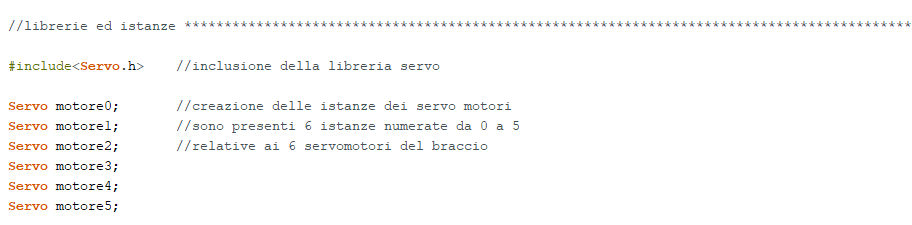 //librerie ed istanze *******************************************************************************************
#include<Servo.h>    //inclusione della libreria servo
Servo motore0;       //creazione delle istanze dei servo motori
Servo motore1;       //sono presenti 6 istanze numerate da 0 a 5
Servo motore2;       //relative ai 6 servomotori del braccio
Servo motore3;
Servo motore4;
Servo motore5;